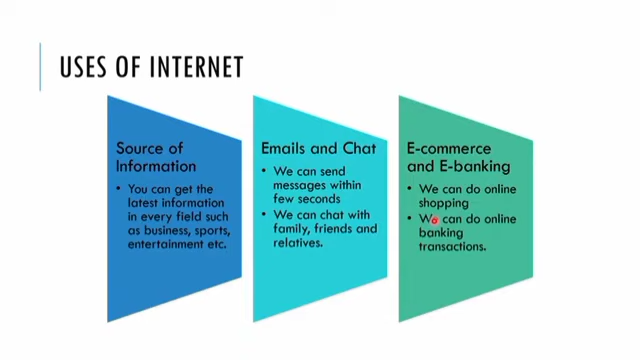 USES OF INTERNET
Source of
Information
• You can get the
latest information
in every field such
as business, sports,
entertainment etc.
Emails and Chat
• We can send
messages within
few seconds
• We can chat with
family, friends and
relatives.
E-commerce
and E-banking
• We can do online
shopping
• We can do online
banking
transactions.